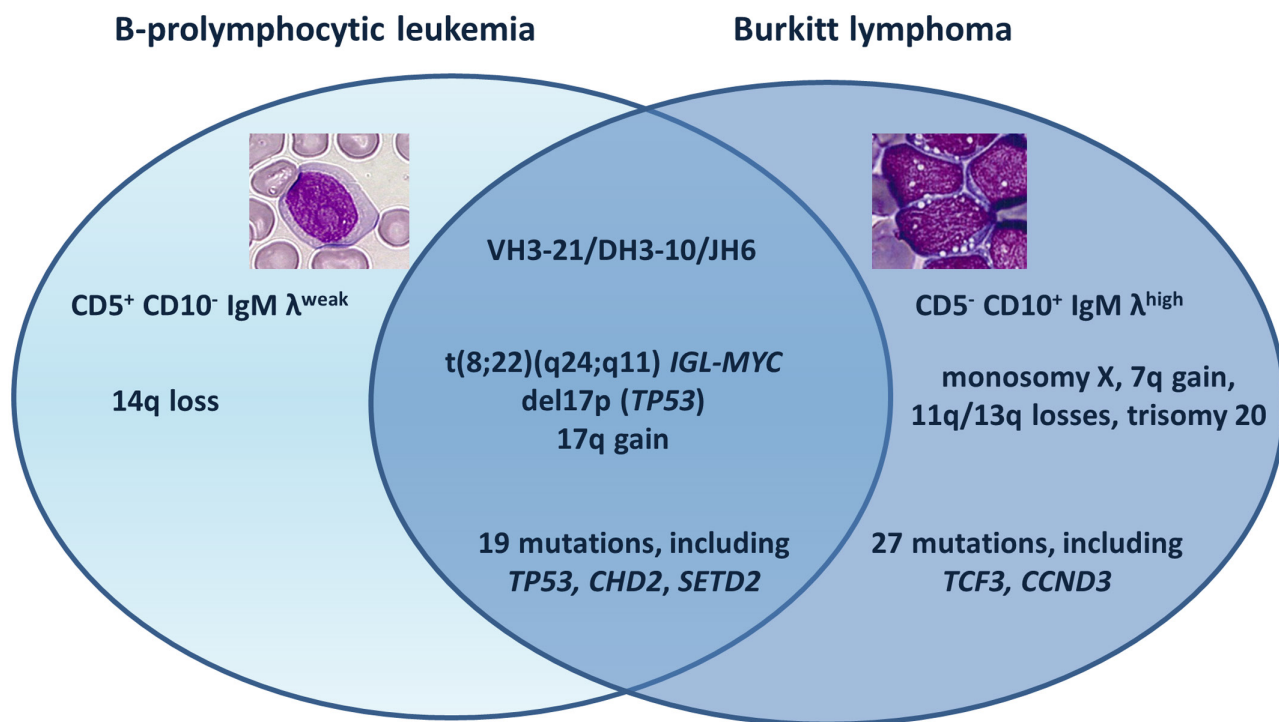 B-prolymphocytic leukemia
Burkitt lymphoma
VH3-21/DH3-10/JH6
CD5⁺ CD10⁻ IgM λʷᵉᵃᵏ
CD5⁻ CD10⁺ IgM λʰⁱᵍʰ
t(8;22)(q24;q11) IGL-MYC
del17p (TP53)
17q gain
14q loss
monosomy X, 7q gain,
11q/13q losses, trisomy 20
19 mutations, including
TP53, CHD2, SETD2
27 mutations, including
TCF3, CCND3